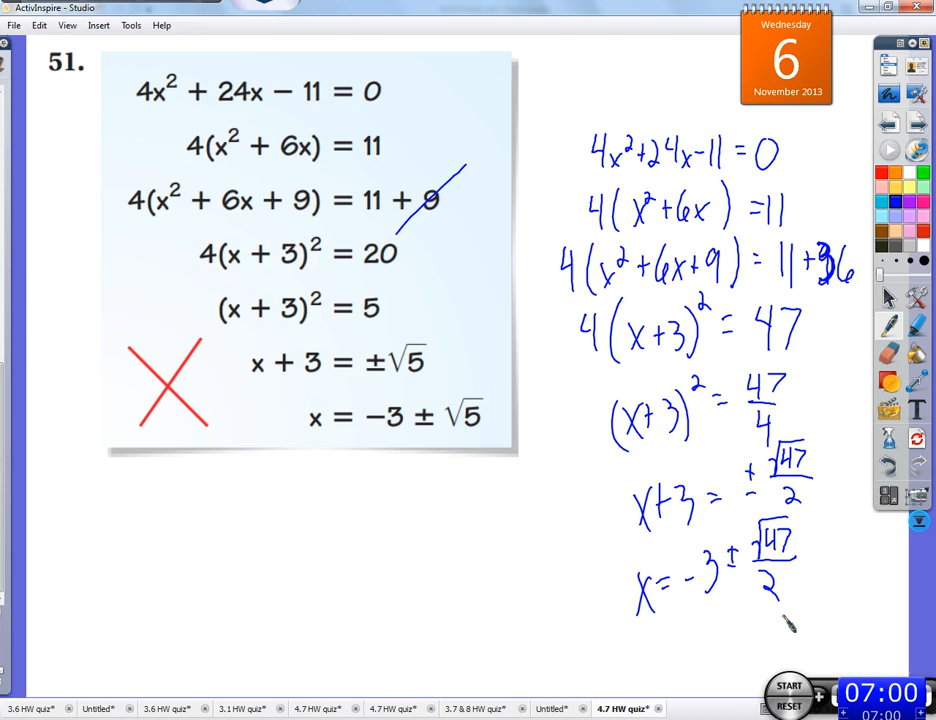 ActivInspire - Studio
File Edit View Insert Tools Help
51.
4x² + 24x − 11 = 0
4(x² + 6x) = 11
4(x² + 6x + 9) = 11 + 9
4(x + 3)² = 20
(x + 3)² = 5
x + 3 = ±√5
x = −3 ± √5
WEDNESDAY
6
November 2013
4x²+24x-11=0
4(x²+6x)=11
4(x²+6x+9)=11+36
4(x+3)²=47
(x+3)²=47/4
x+3=±√47/2
x=-3±√47/2
START
RESET
07:00
07:00
3.6 HW quiz* Untitled* 3.6 HW quiz* 3.1 HW quiz* 4.7 HW quiz* 4.7 HW quiz* 3.7 & 8 HW quiz* Untitled* 4.7 HW quiz*